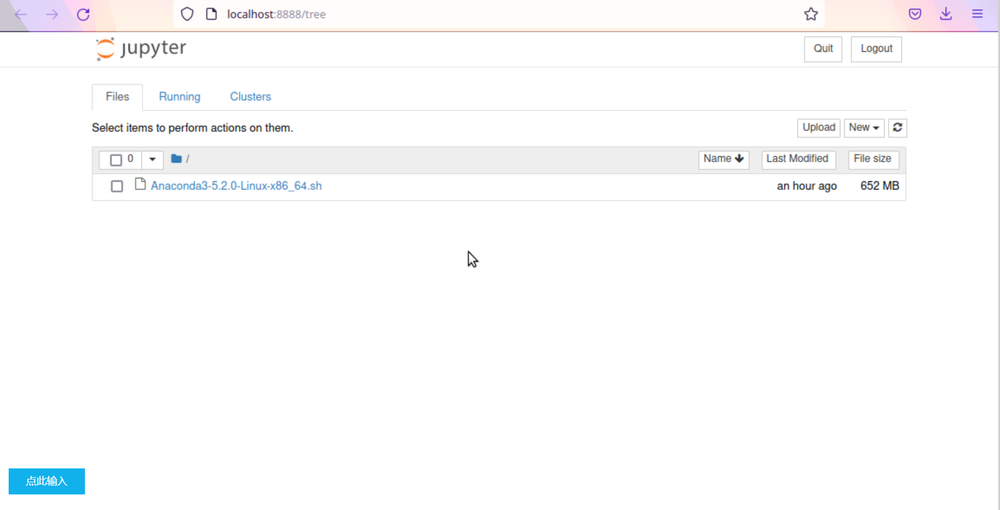 localhost:8888/tree
jupyter
Quit
Logout
Files
Running
Clusters
Select items to perform actions on them.
Upload
New
0
/
Name
Last Modified
File size
Anaconda3-5.2.0-Linux-x86_64.sh
an hour ago
652 MB
点此输入